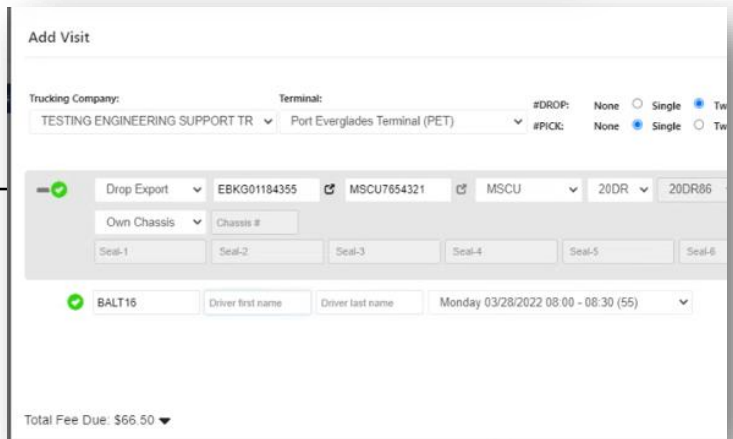 Add Visit
Trucking Company: Terminal:
TESTING ENGINEERING SUPPORT TR Port Everglades Terminal (PET)
#DROP: None Single Tw
#PICK: None Single Tw
Drop Export EBKG01184355 MSCU7654321 MSCU 20DR 20DR86
Own Chassis Chassis #
Seal-1 Seal-2 Seal-3 Seal-4 Seal-5 Seal-6
BALT16 Driver first name Driver last name Monday 03/28/2022 08:00 - 08:30 (55)
Total Fee Due: $66.50